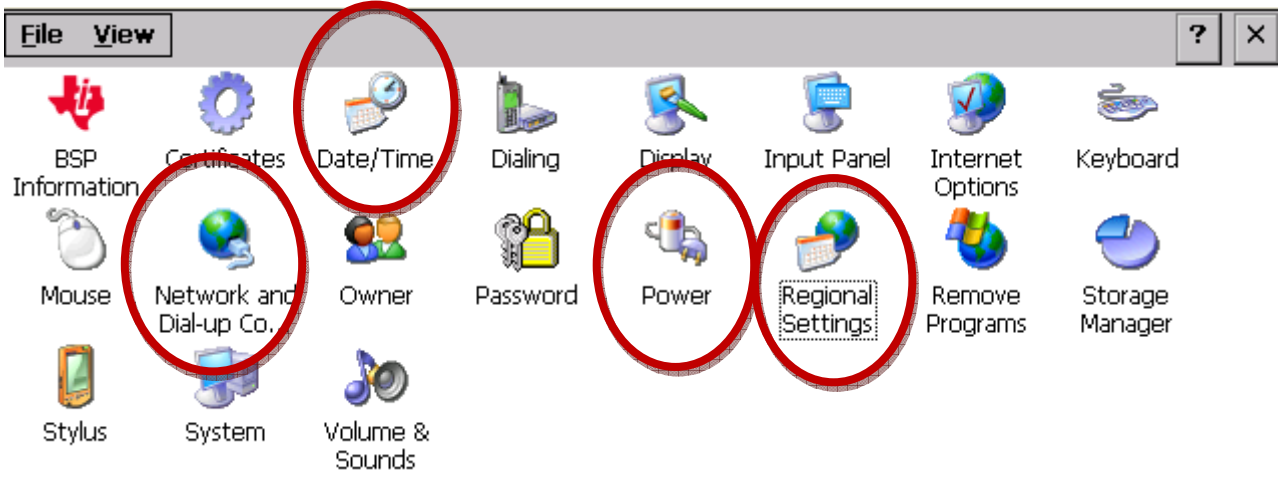 File View ? ×
BSP Information
Certificates
Date/Time
Dialing
Display
Input Panel
Internet Options
Keyboard
Mouse
Network and Dial-up Co...
Owner
Password
Power
Regional Settings
Remove Programs
Storage Manager
Stylus
System
Volume & Sounds